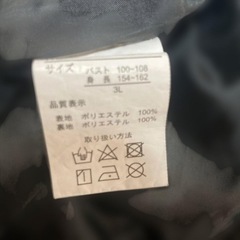 サイズ：バスト 100-108
身長 154-162
3L
品質表示
表地 ポリエステル 100%
裏地 ポリエステル 100%
取り扱い方法